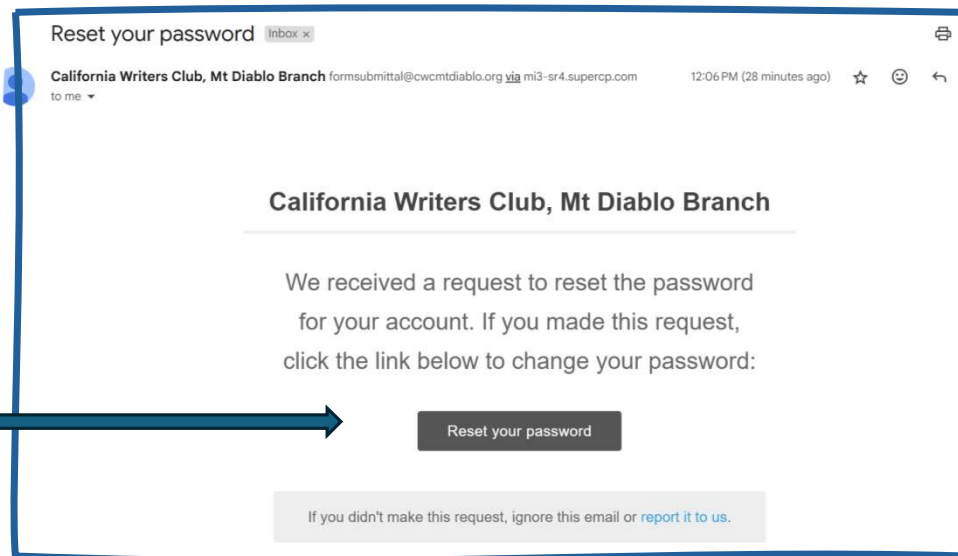 Reset your password Inbox x
California Writers Club, Mt Diablo Branch formsubmittal@cwcmtdiablo.org via mi3-sr4.supercp.com 12:06 PM (28 minutes ago)
to me
California Writers Club, Mt Diablo Branch
We received a request to reset the password
for your account. If you made this request,
click the link below to change your password:
Reset your password
If you didn't make this request, ignore this email or report it to us.